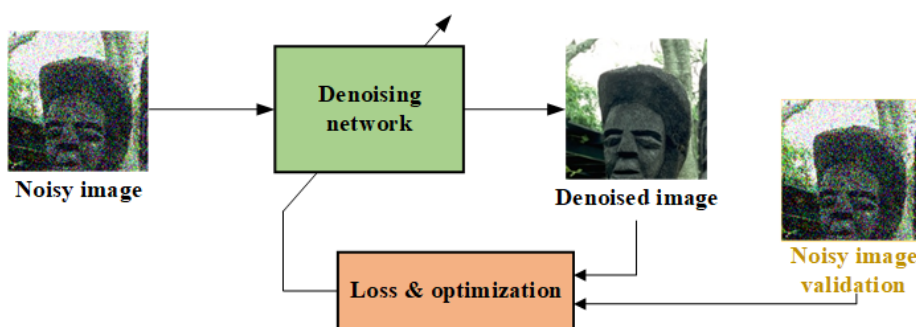 Denoising
network
Noisy image
Denoised image
Noisy image
validation
Loss & optimization